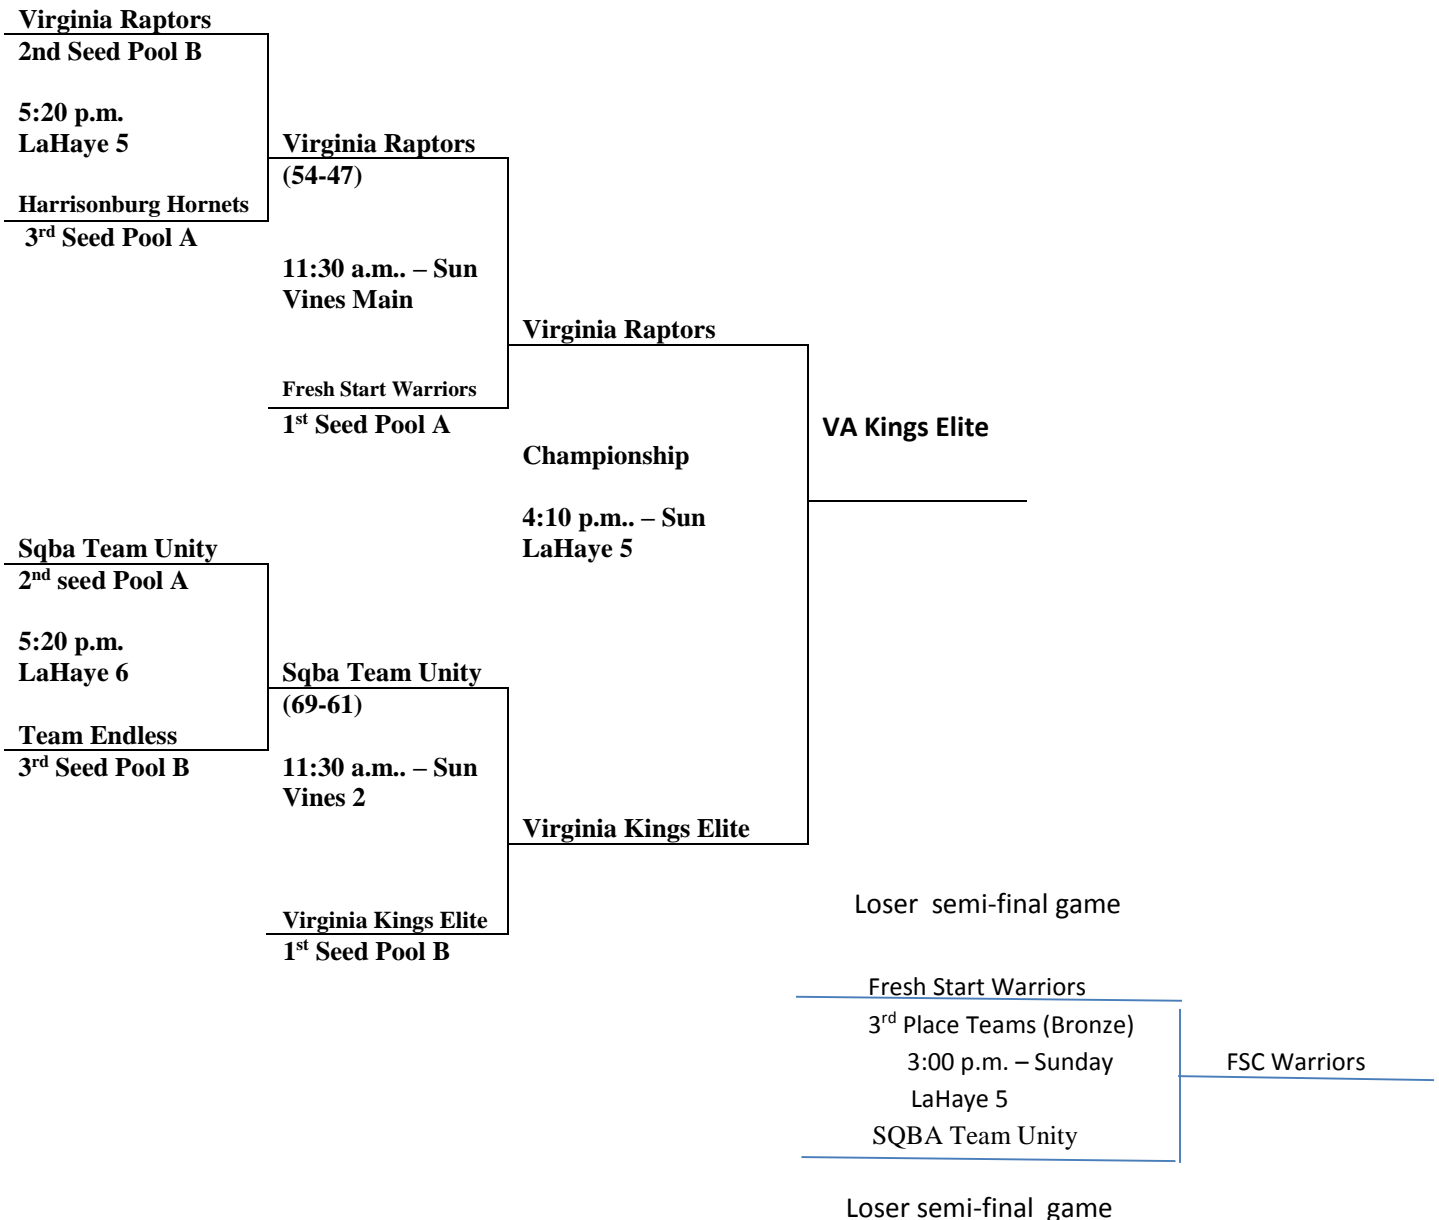 Virginia Raptors
2nd Seed Pool B
5:20 p.m.
LaHaye 5
Harrisonburg Hornets
3rd Seed Pool A
Virginia Raptors
(54-47)
11:30 a.m.. – Sun
Vines Main
Fresh Start Warriors
1st Seed Pool A
Virginia Raptors
Championship
4:10 p.m.. – Sun
LaHaye 5
VA Kings Elite
Sqba Team Unity
2nd seed Pool A
5:20 p.m.
LaHaye 6
Team Endless
3rd Seed Pool B
Sqba Team Unity
(69-61)
11:30 a.m.. – Sun
Vines 2
Virginia Kings Elite
1st Seed Pool B
Virginia Kings Elite
Loser semi-final game
Fresh Start Warriors
3rd Place Teams (Bronze)
3:00 p.m. – Sunday
LaHaye 5
SQBA Team Unity
FSC Warriors
Loser semi-final game